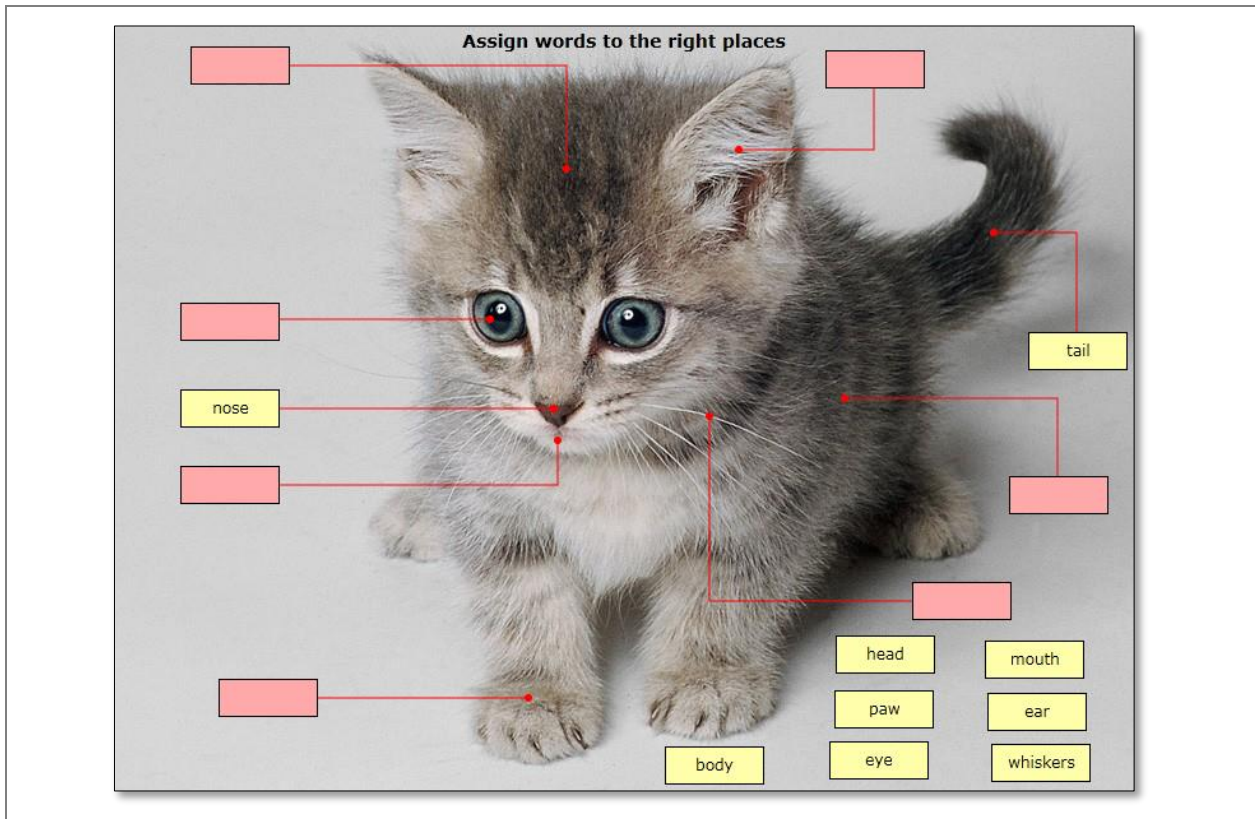 Assign words to the right places
tail
nose
head
mouth
paw
ear
body
eye
whiskers